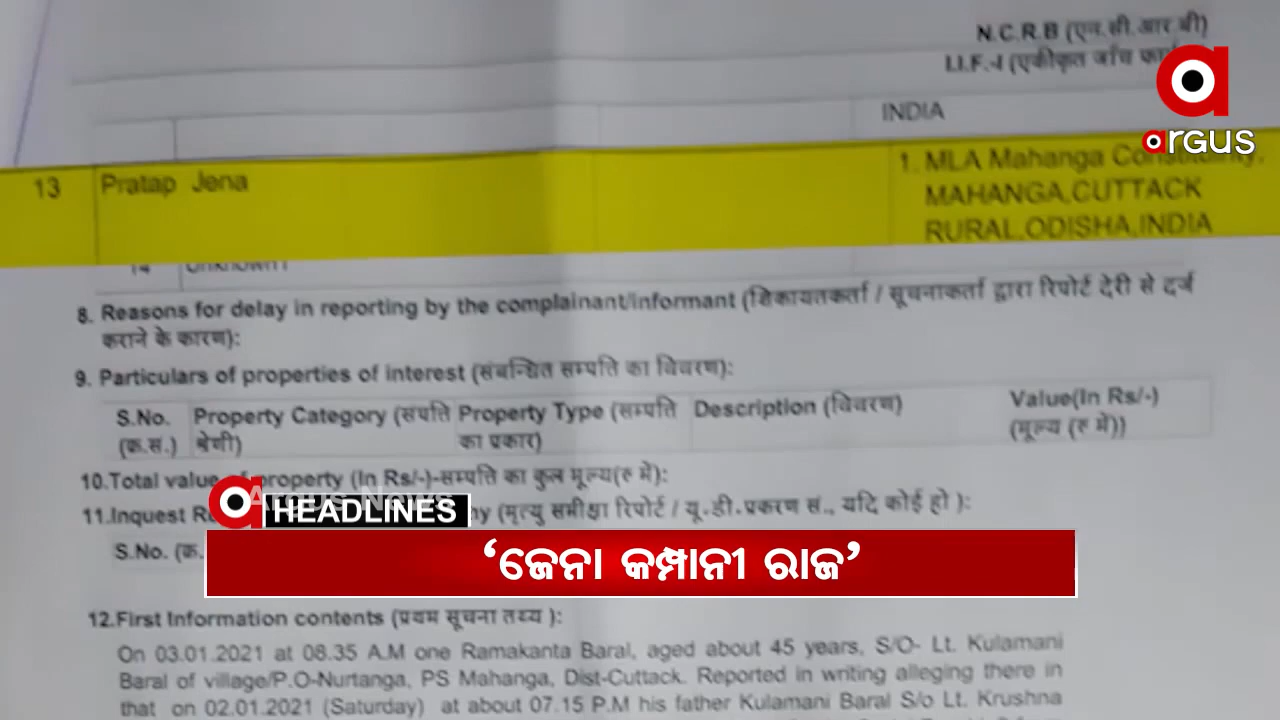 N.C.R.B (एन.सी.आर.बी)
I.I.F.-I (एकीकृत जाँच
INDIA
argus
13 Pratap Jena 1. MLA Mahanga
MAHANGA,CUTTACK
RURAL,ODISHA,INDIA
8. Reasons for delay in reporting by the complainant/informant (शिकायतकर्ता / सूचनाकर्ता द्वारा रिपोर्ट देरी से दर्ज
कराने के कारण):
9. Particulars of properties of interest (संबन्धित सम्पति का विवरण):
S.No. Property Category (संपति Property Type (सम्पति Description (विवरण) Value(In Rs/-)
(क्र.सं.) श्रेणी) का प्रकार) (मूल्य (रु में))
10.Total value of property (In Rs/-)-सम्पति का कुल मूल्य(रु में):
11.Inquest (मृत्यु समीक्षा रिपोर्ट / यू.डी.प्रकरण सं., यदि कोई हो ):
Argus News
HEADLINES
S.No.
‘ଜେନା କମ୍ପାନୀ ରାଜ’
12.First Information contents (प्रथम सूचना तथ्य ):
On 03.01.2021 at 08.35 A.M one Ramakanta Baral, aged about 45 years, S/O- Lt. Kulamani
Baral of village/P.O-Nurtanga, PS Mahanga, Dist-Cuttack. Reported in writing alleging there in
that on 02.01.2021 (Saturday) at about 07.15 P.M his father Kulamani Baral S/o Lt. Krushna